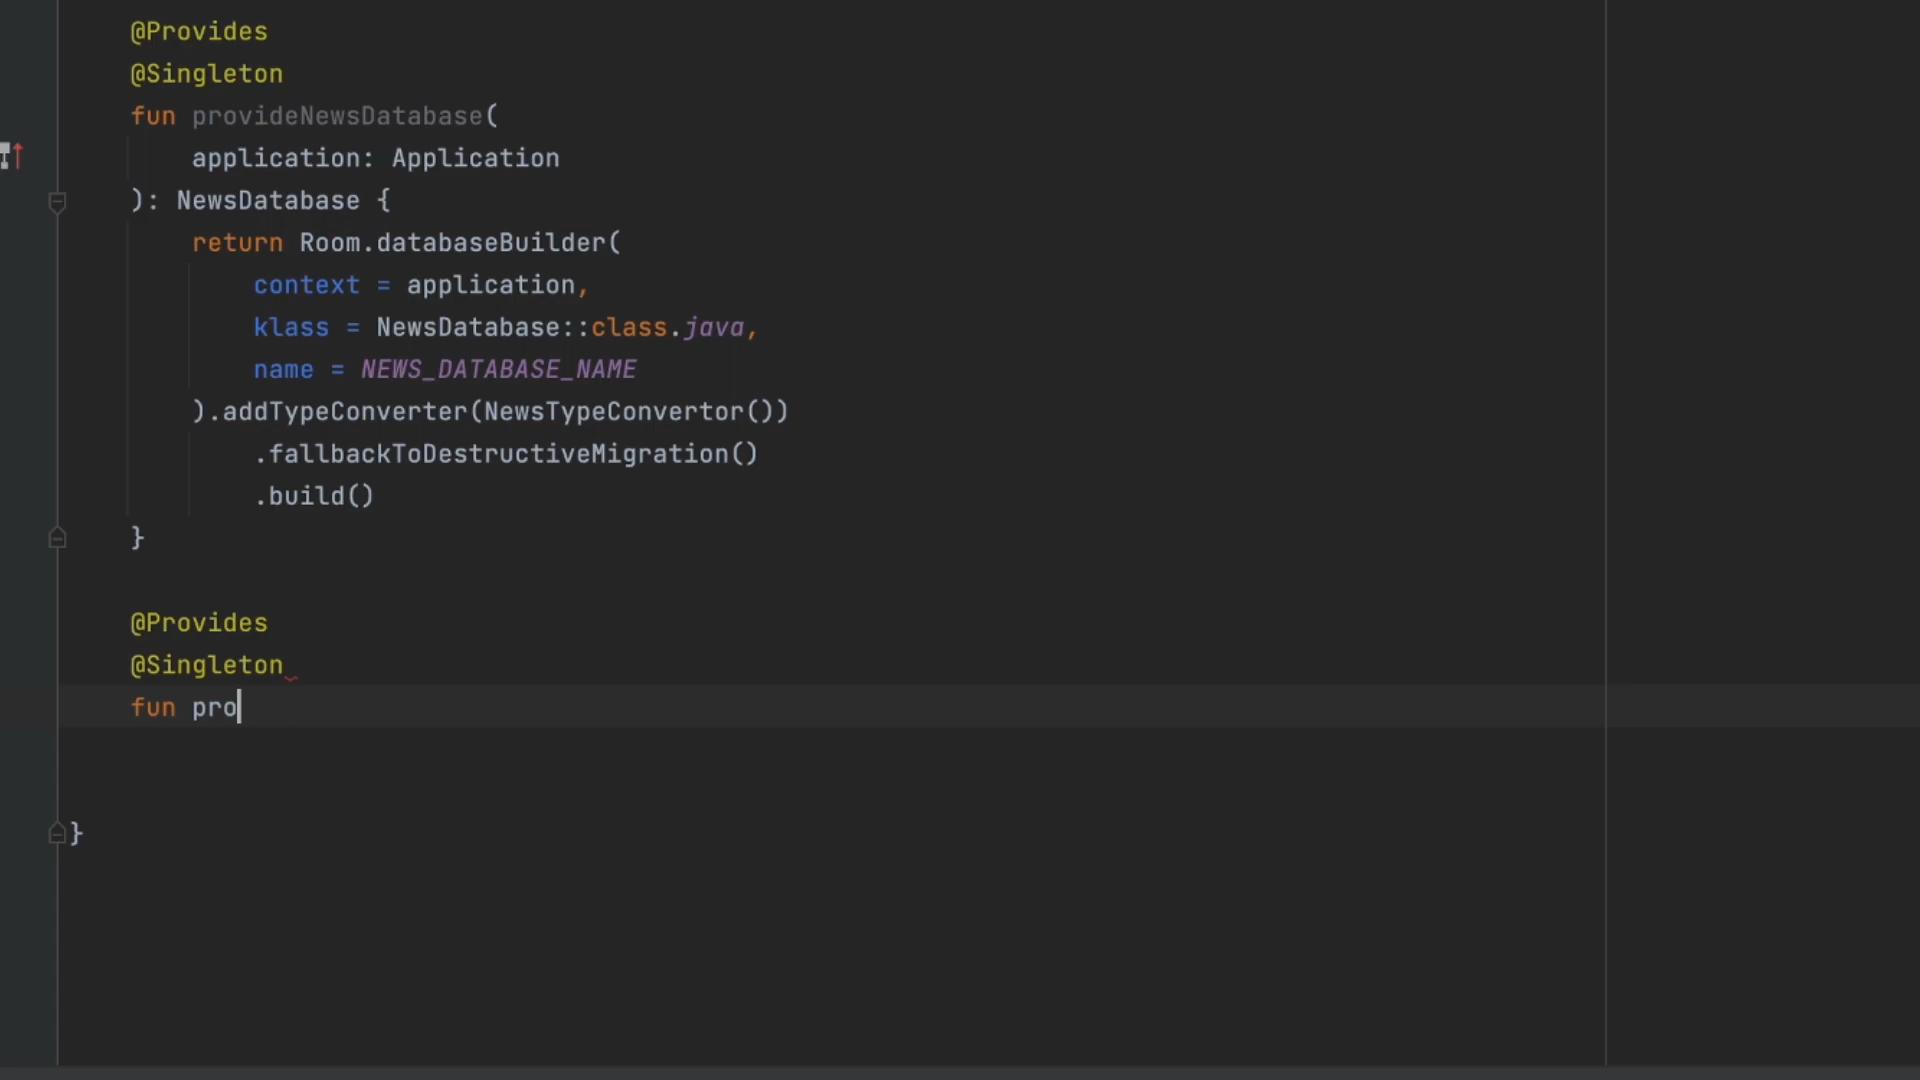 @Provides
@Singleton
fun provideNewsDatabase(
application: Application
): NewsDatabase {
return Room.databaseBuilder(
context = application,
klass = NewsDatabase::class.java,
name = NEWS_DATABASE_NAME
).addTypeConverter(NewsTypeConvertor())
.fallbackToDestructiveMigration()
.build()
}
@Provides
@Singleton
fun pro
}